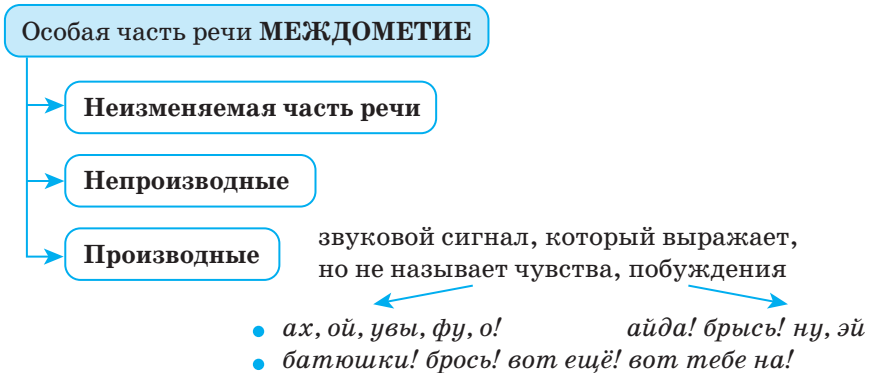 Особая часть речи МЕЖДОМЕТИЕ
Неизменяемая часть речи
Непроизводные
Производные
звуковой сигнал, который выражает,
но не называет чувства, побуждения
• ах, ой, увы, фу, о! айда! брысь! ну, эй
• батюшки! брось! вот ещё! вот тебе на!